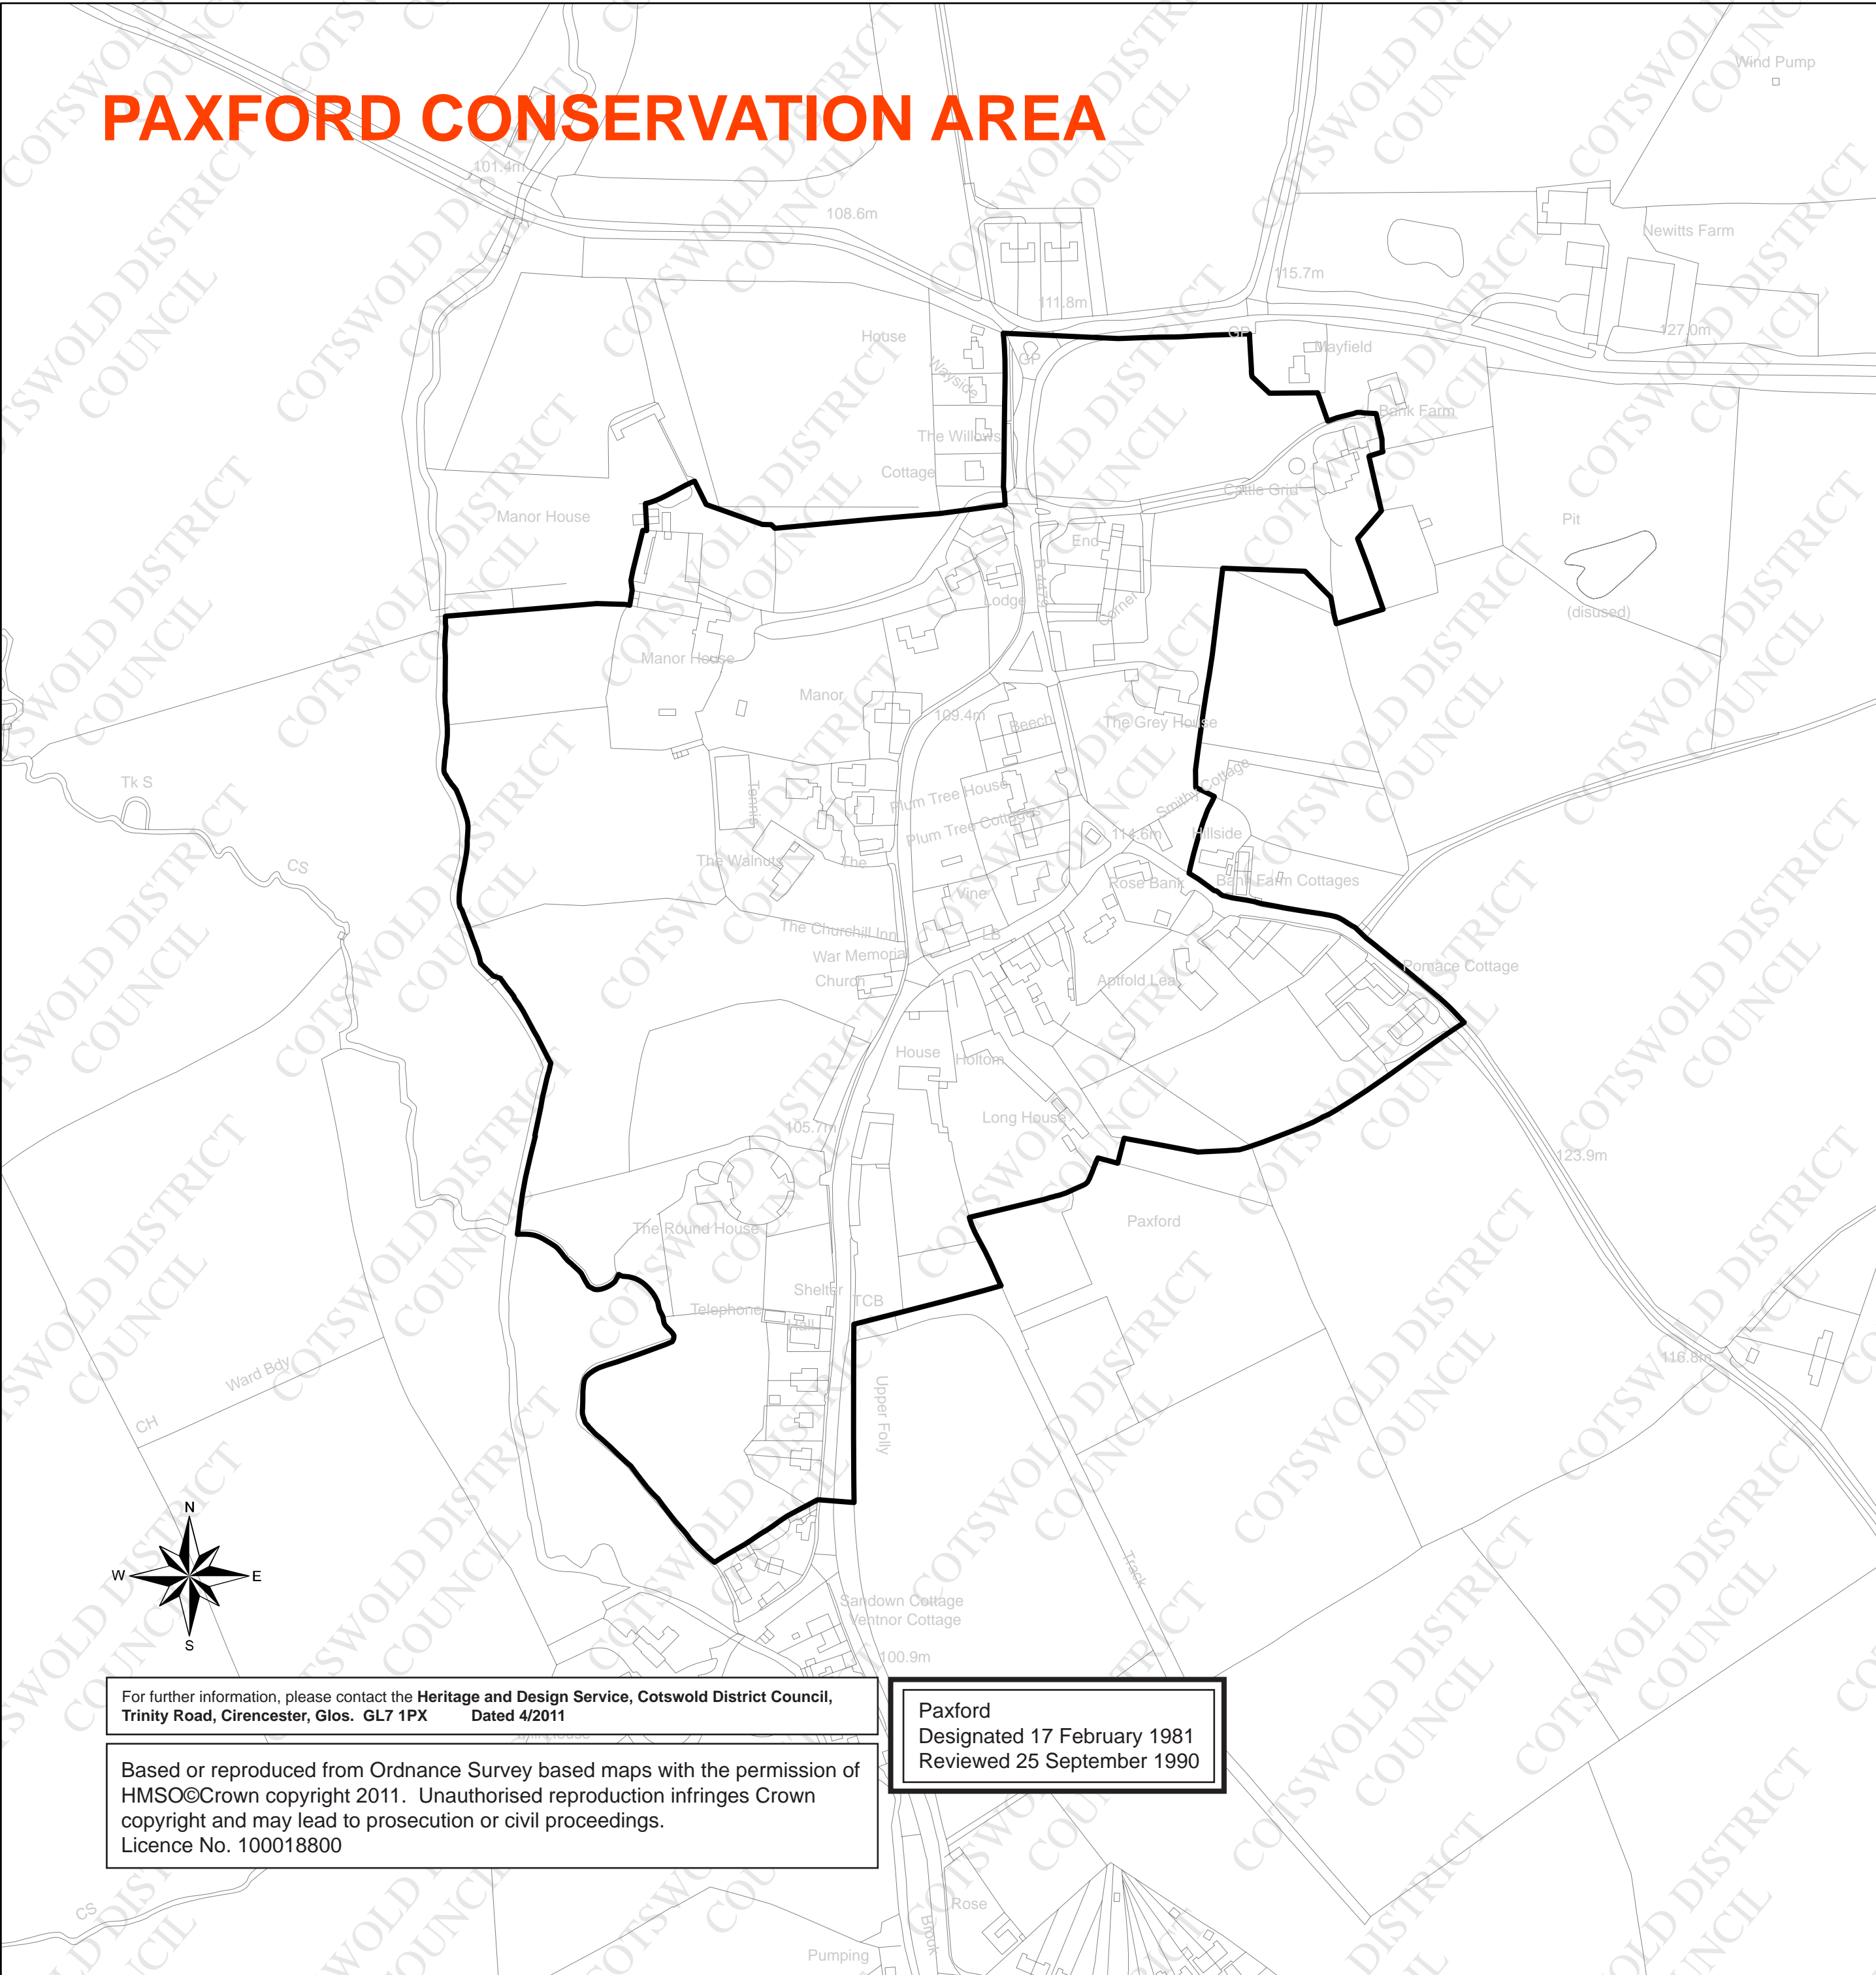 PAXFORD CONSERVATION AREA
Wind Pump
101.4m
108.6m
Newitts Farm
115.7m
111.8m
127.0m
House
GP
GP
Mayfield
Wayside
Bank Farm
The Willows
Cottage
Cattle Grid
Manor House
Pit
End
B 4479
Lodge
Corner
(disused)
Manor House
Manor
109.4m
Beech
The Grey House
Tk S
Tennis
Plum Tree House
Smithy Cottage
Plum Tree Cottages
114.6m
Hillside
The Walnuts
The
CS
Vine
Rose Bank
Bank Farm Cottages
The Churchill Inn
LB
War Memorial
Church
Aptfold Lea
Pomace Cottage
House
Holtom
Long House
105.7m
123.9m
Paxford
The Round House
Shelter
Telephone
TCB
Hall
Ward Bdy
Upper Folly
116.8m
CH
N
W
E
S
Track
Sandown Cottage
Ventnor Cottage
100.9m
For further information, please contact the Heritage and Design Service, Cotswold District Council,
Trinity Road, Cirencester, Glos. GL7 1PX Dated 4/2011
Paxford
Designated 17 February 1981
Reviewed 25 September 1990
Based or reproduced from Ordnance Survey based maps with the permission of
HMSO©Crown copyright 2011. Unauthorised reproduction infringes Crown
copyright and may lead to prosecution or civil proceedings.
Licence No. 100018800
CS
Rose
Brook
Pumping
COTSWOLD DISTRICT
COUNCIL